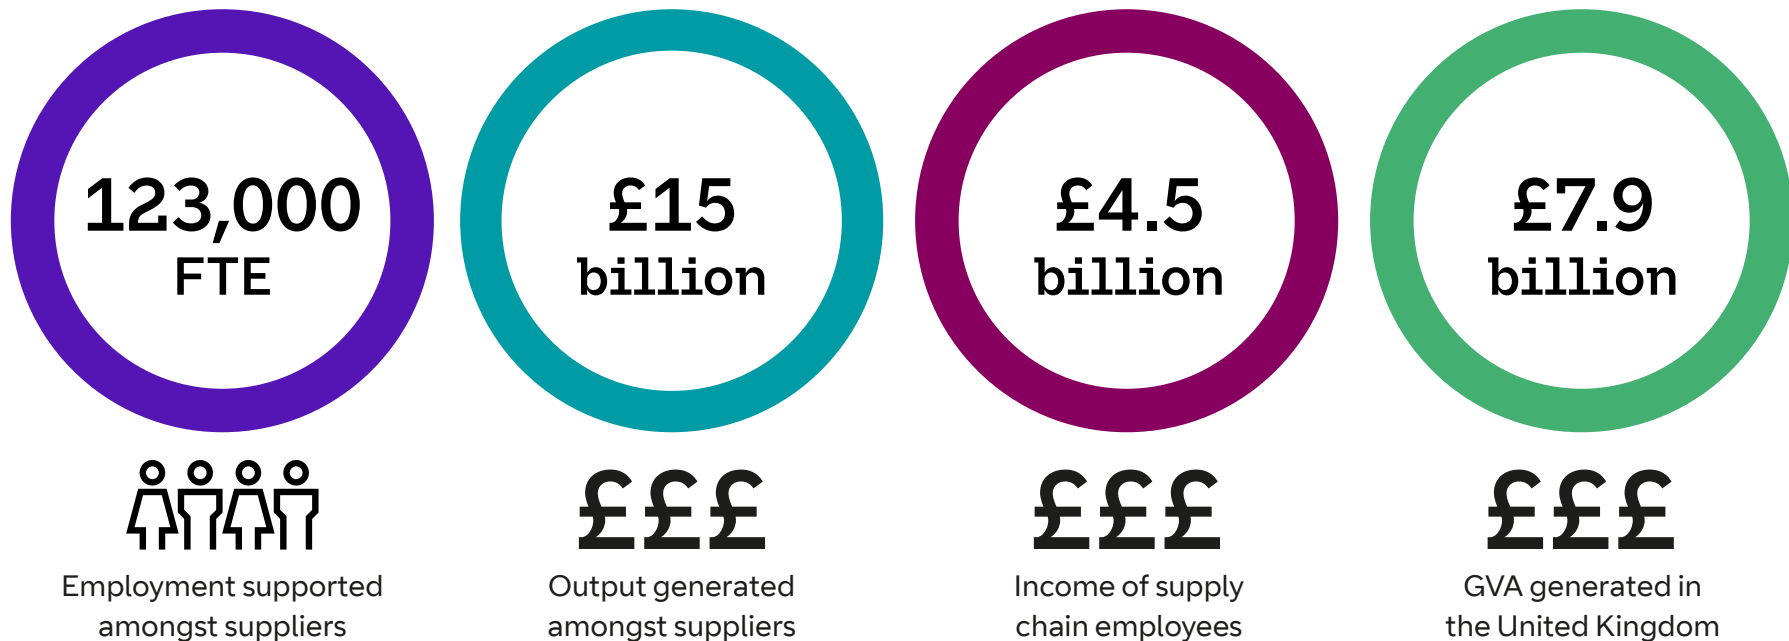 123,000
FTE
£15
billion
£4.5
billion
£7.9
billion
£££
£££
£££
Employment supported
amongst suppliers
Output generated
amongst suppliers
Income of supply
chain employees
GVA generated in
the United Kingdom